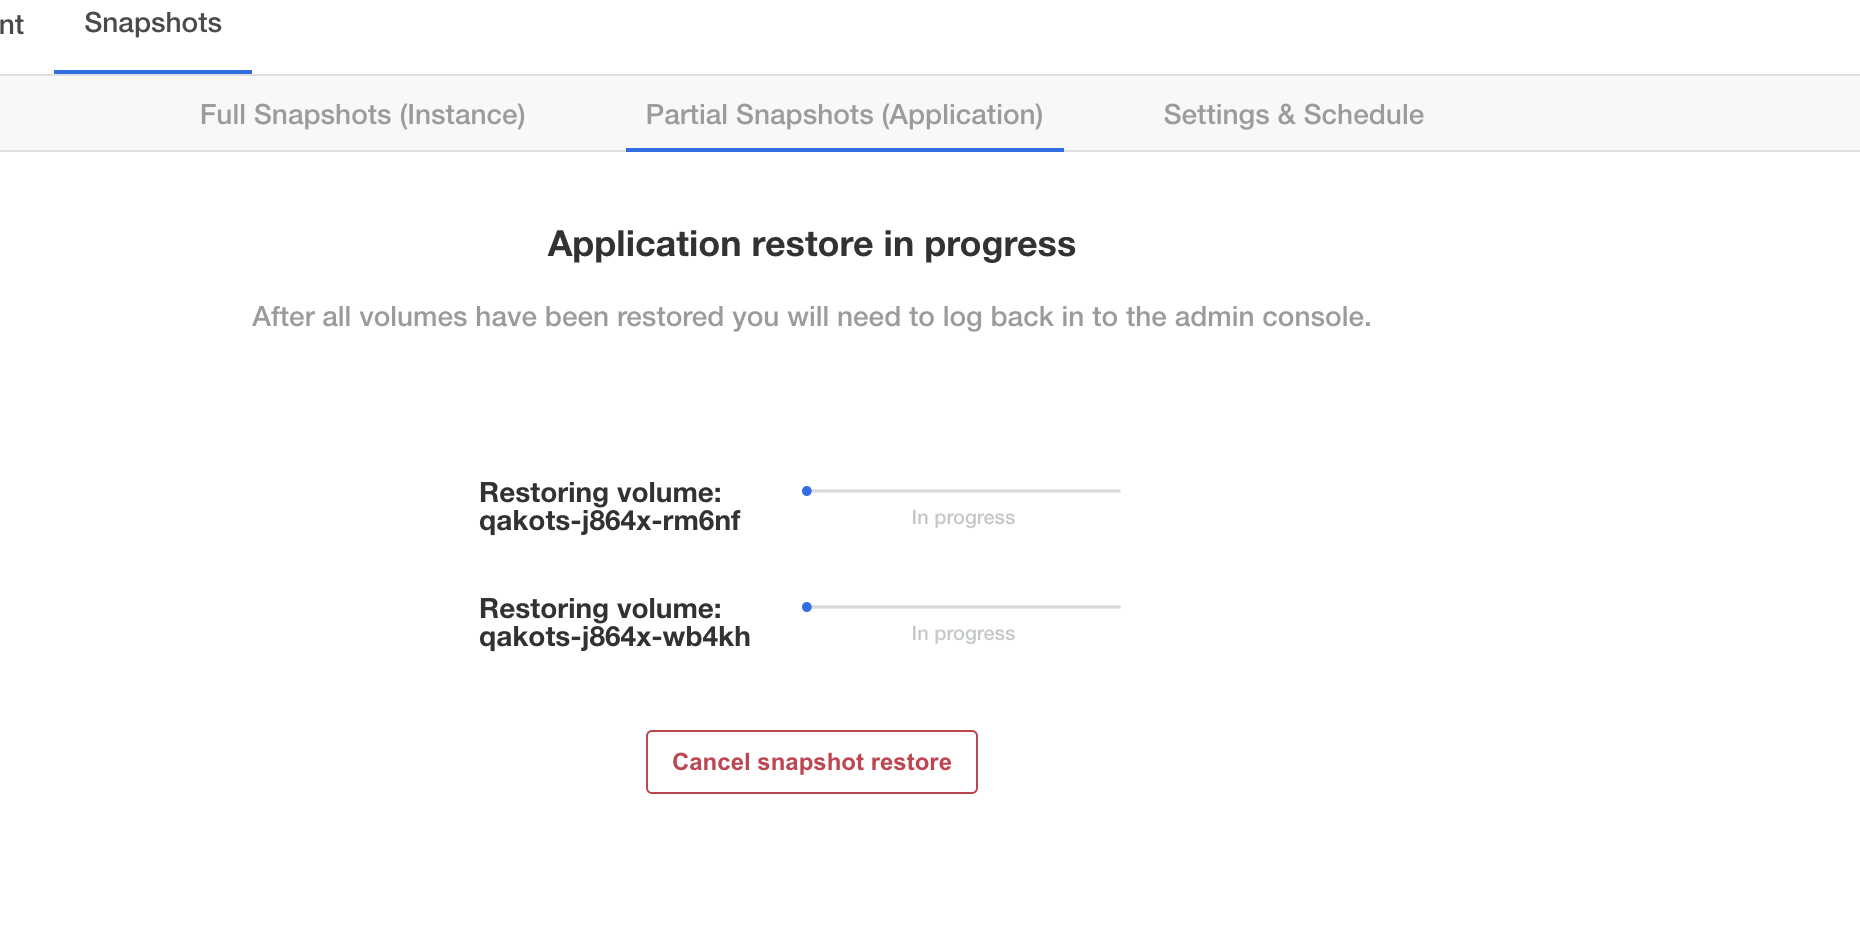 nt
Snapshots
Full Snapshots (Instance)
Partial Snapshots (Application)
Settings & Schedule
Application restore in progress
After all volumes have been restored you will need to log back in to the admin console.
Restoring volume:
qakots-j864x-rm6nf
In progress
Restoring volume:
qakots-j864x-wb4kh
In progress
Cancel snapshot restore